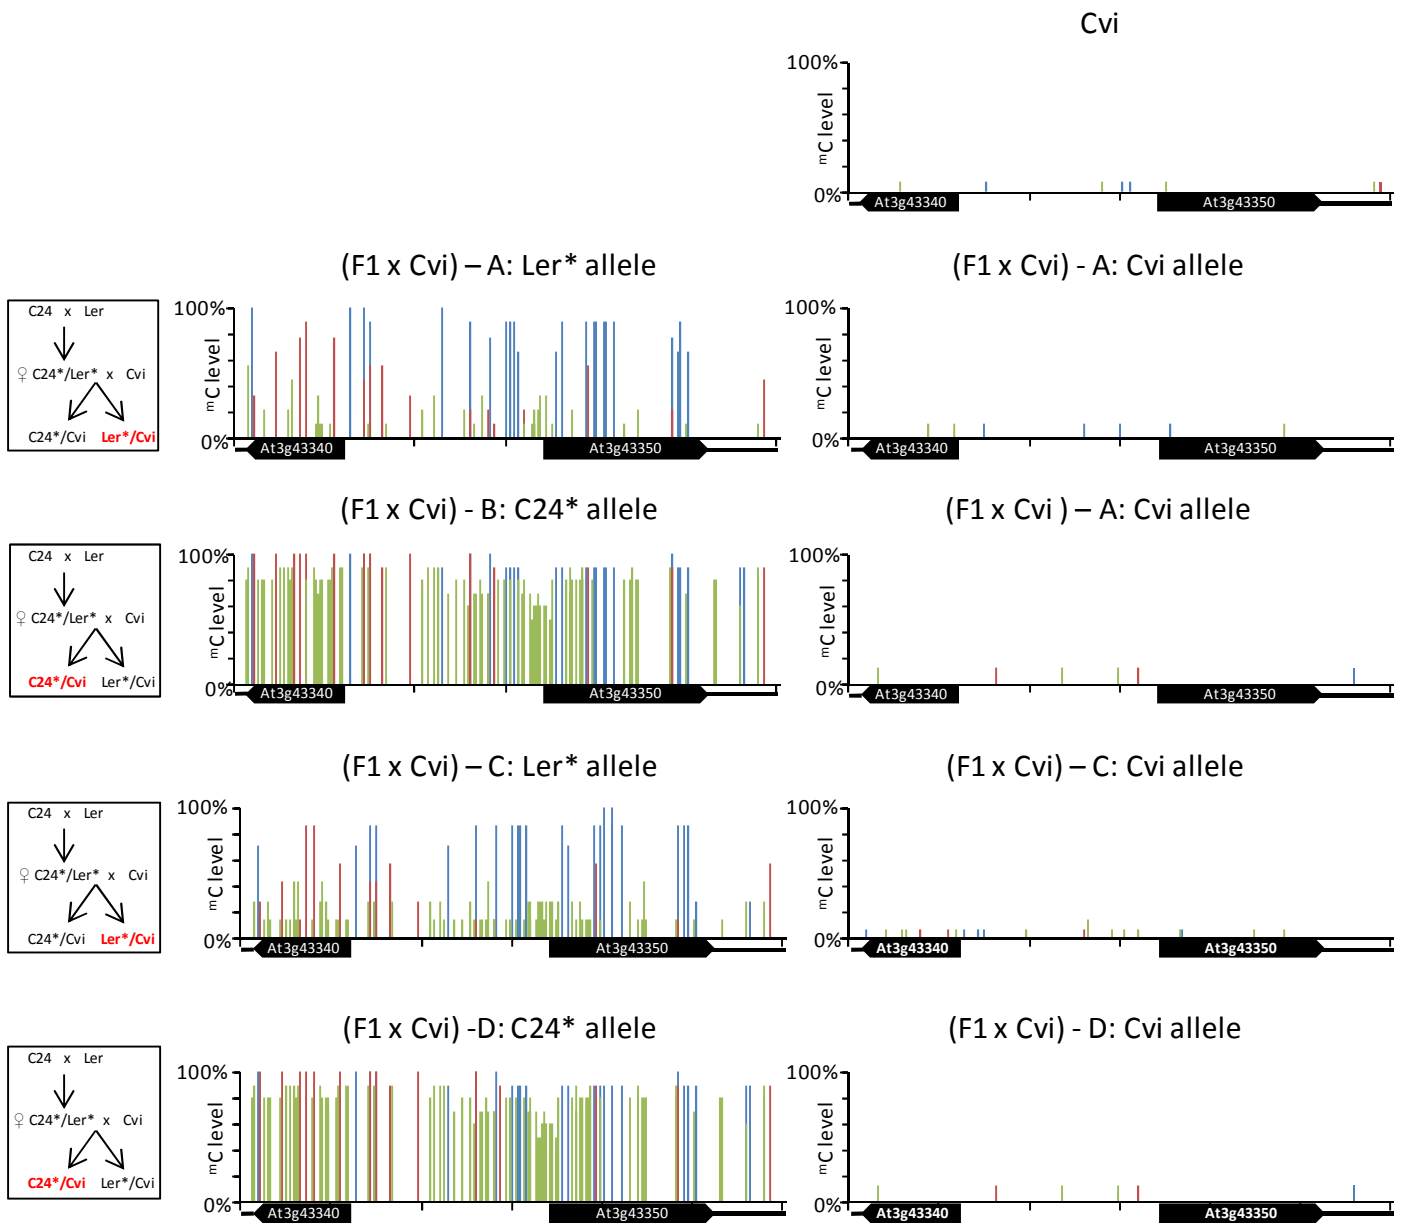 Cvi
100%
mC level
0%
At3g43340 At3g43350
(F1 x Cvi) – A: Ler* allele
(F1 x Cvi) - A: Cvi allele
C24 x Ler
♀ C24*/Ler* x Cvi
C24*/Cvi Ler*/Cvi
100%
mC level
0%
At3g43340 At3g43350
100%
mC level
0%
At3g43340 At3g43350
(F1 x Cvi) - B: C24* allele
(F1 x Cvi ) – A: Cvi allele
C24 x Ler
♀ C24*/Ler* x Cvi
C24*/Cvi Ler*/Cvi
100%
mC level
0%
At3g43340 At3g43350
100%
mC level
0%
At3g43340 At3g43350
(F1 x Cvi) – C: Ler* allele
(F1 x Cvi) – C: Cvi allele
C24 x Ler
♀ C24*/Ler* x Cvi
C24*/Cvi Ler*/Cvi
100%
mC level
0%
At3g43340 At3g43350
100%
mC level
0%
At3g43340 At3g43350
(F1 x Cvi) -D: C24* allele
(F1 x Cvi) - D: Cvi allele
C24 x Ler
♀ C24*/Ler* x Cvi
C24*/Cvi Ler*/Cvi
100%
mC level
0%
At3g43340 At3g43350
100%
mC level
0%
At3g43340 At3g43350